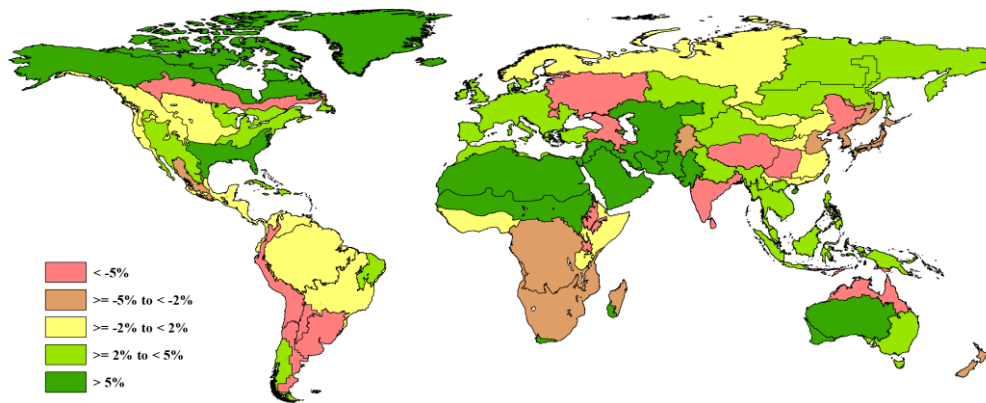 < -5%
>= -5% to < -2%
>= -2% to < 2%
>= 2% to < 5%
> 5%